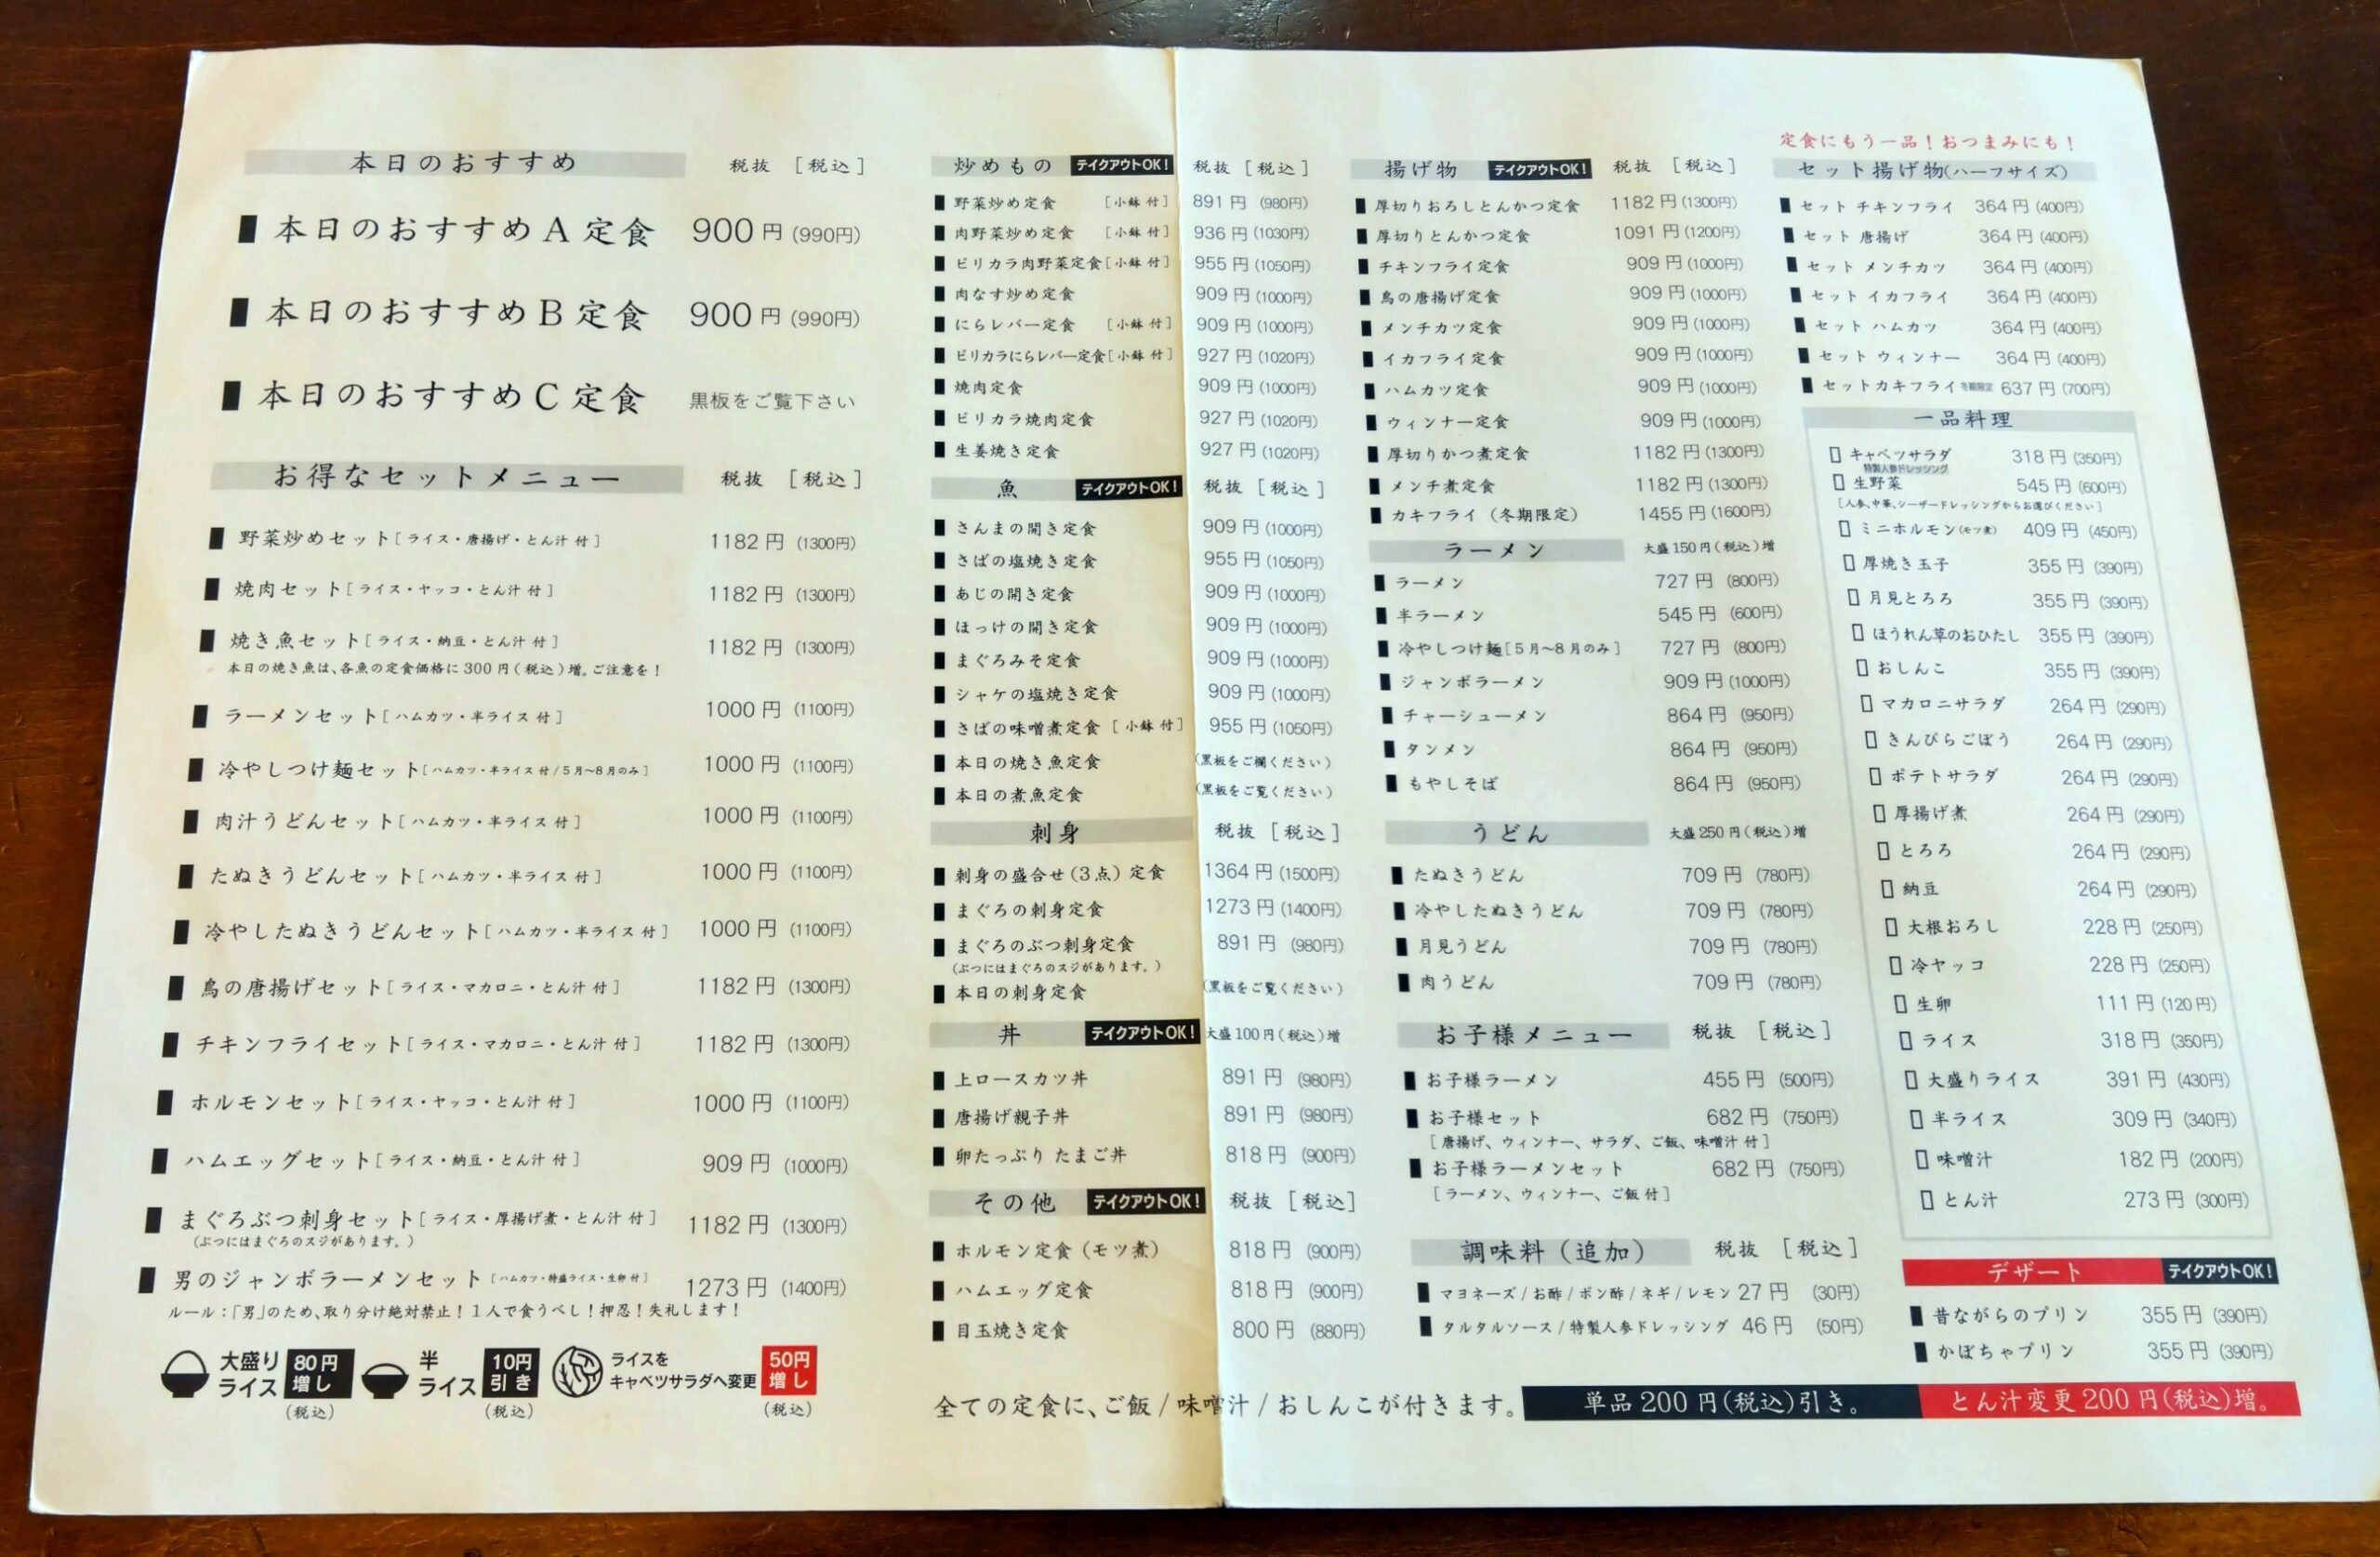 本日のおすすめ 税抜 [税込]
本日のおすすめA定食 900円(990円)
本日のおすすめB定食 900円(990円)
本日のおすすめC定食 黒板をご覧下さい
お得なセットメニュー 税抜 [税込]
野菜炒めセット[ライス・唐揚げ・とん汁 付] 1182円(1300円)
焼肉セット[ライス・ヤッコ・とん汁 付] 1182円(1300円)
焼き魚セット[ライス・納豆・とん汁 付] 1182円(1300円)
本日の焼き魚は、各魚の定食価格に300円(税込)増。ご注意を!
ラーメンセット[ハムカツ・半ライス 付] 1000円(1100円)
冷やしつけ麺セット[ハムカツ・半ライス 付/5月~8月のみ] 1000円(1100円)
肉汁うどんセット[ハムカツ・半ライス 付] 1000円(1100円)
たぬきうどんセット[ハムカツ・半ライス 付] 1000円(1100円)
冷やしたぬきうどんセット[ハムカツ・半ライス 付] 1000円(1100円)
鳥の唐揚げセット[ライス・マカロニ・とん汁 付] 1182円(1300円)
チキンフライセット[ライス・マカロニ・とん汁 付] 1182円(1300円)
ホルモンセット[ライス・ヤッコ・とん汁 付] 1000円(1100円)
ハムエッグセット[ライス・納豆・とん汁 付] 909円(1000円)
まぐろぶつ刺身セット[ライス・厚揚げ煮・とん汁 付] 1182円(1300円)
(ぶつにはまぐろのスジがあります。)
男のジャンボラーメンセット[ハムカツ・特盛ライス・生卵 付] 1273円(1400円)
ルール:「男」のため、取り分け絶対禁止!1人で食うべし!押忍!失礼します!
大盛りライス 80円増し(税込)
半ライス 10円引き(税込)
ライスをキャベツサラダへ変更 50円増し(税込)
炒めもの テイクアウトOK! 税抜 [税込]
野菜炒め定食 [小鉢 付] 891円(980円)
肉野菜炒め定食 [小鉢 付] 936円(1030円)
ピリカラ肉野菜定食[小鉢 付] 955円(1050円)
肉なす炒め定食 909円(1000円)
にらレバー定食 [小鉢 付] 909円(1000円)
ピリカラにらレバー定食[小鉢 付] 927円(1020円)
焼肉定食 909円(1000円)
ピリカラ焼肉定食 927円(1020円)
生姜焼き定食 927円(1020円)
魚 テイクアウトOK! 税抜 [税込]
さんまの開き定食 909円(1000円)
さばの塩焼き定食 955円(1050円)
あじの開き定食 909円(1000円)
ほっけの開き定食 909円(1000円)
まぐろみそ定食 909円(1000円)
シャケの塩焼き定食 909円(1000円)
さばの味噌煮定食 [小鉢 付] 955円(1050円)
本日の焼き魚定食 (黒板をご欄ください)
本日の煮魚定食 (黒板をご覧ください)
刺身 税抜 [税込]
刺身の盛合せ(3点)定食 1364円(1500円)
まぐろの刺身定食 1273円(1400円)
まぐろのぶつ刺身定食 891円(980円)
(ぶつにはまぐろのスジがあります。)
本日の刺身定食 (黒板をご覧ください)
丼 テイクアウトOK! 大盛100円(税込)増
上ロースカツ丼 891円(980円)
唐揚げ親子丼 891円(980円)
卵たっぷり たまご丼 818円(900円)
その他 テイクアウトOK! 税抜 [税込]
ホルモン定食(モツ煮) 818円(900円)
ハムエッグ定食 818円(900円)
目玉焼き定食 800円(880円)
揚げ物 テイクアウトOK! 税抜 [税込]
厚切りおろしとんかつ定食 1182円(1300円)
厚切りとんかつ定食 1091円(1200円)
チキンフライ定食 909円(1000円)
鳥の唐揚げ定食 909円(1000円)
メンチカツ定食 909円(1000円)
イカフライ定食 909円(1000円)
ハムカツ定食 909円(1000円)
ウィンナー定食 909円(1000円)
厚切りかつ煮定食 1182円(1300円)
メンチ煮定食 1182円(1300円)
カキフライ(冬期限定) 1455円(1600円)
ラーメン 大盛150円(税込)増
ラーメン 727円(800円)
半ラーメン 545円(600円)
冷やしつけ麺[5月~8月のみ] 727円(800円)
ジャンボラーメン 909円(1000円)
チャーシューメン 864円(950円)
タンメン 864円(950円)
もやしそば 864円(950円)
うどん 大盛250円(税込)増
たぬきうどん 709円(780円)
冷やしたぬきうどん 709円(780円)
月見うどん 709円(780円)
肉うどん 709円(780円)
お子様メニュー 税抜 [税込]
お子様ラーメン 455円(500円)
お子様セット 682円(750円)
[唐揚げ、ウィンナー、サラダ、ご飯、味噌汁 付]
お子様ラーメンセット 682円(750円)
[ラーメン、ウィンナー、ご飯 付]
調味料(追加) 税抜 [税込]
マヨネーズ/お酢/ポン酢/ネギ/レモン 27円(30円)
タルタルソース/特製人参ドレッシング 46円(50円)
定食にもう一品!おつまみにも!
セット揚げ物(ハーフサイズ)
セット チキンフライ 364円(400円)
セット 唐揚げ 364円(400円)
セット メンチカツ 364円(400円)
セット イカフライ 364円(400円)
セット ハムカツ 364円(400円)
セット ウィンナー 364円(400円)
セットカキフライ 冬期限定 637円(700円)
一品料理
キャベツサラダ 318円(350円)
特製人参ドレッシング
生野菜 545円(600円)
[人参、中華、シーザードレッシングからお選びください]
ミニホルモン(モツ煮) 409円(450円)
厚焼き玉子 355円(390円)
月見とろろ 355円(390円)
ほうれん草のおひたし 355円(390円)
おしんこ 355円(390円)
マカロニサラダ 264円(290円)
きんぴらごぼう 264円(290円)
ポテトサラダ 264円(290円)
厚揚げ煮 264円(290円)
とろろ 264円(290円)
納豆 264円(290円)
大根おろし 228円(250円)
冷ヤッコ 228円(250円)
生卵 111円(120円)
ライス 318円(350円)
大盛りライス 391円(430円)
半ライス 309円(340円)
味噌汁 182円(200円)
とん汁 273円(300円)
デザート テイクアウトOK!
昔ながらのプリン 355円(390円)
かぼちゃプリン 355円(390円)
全ての定食に、ご飯/味噌汁/おしんこが付きます。 単品200円(税込)引き。 とん汁変更200円(税込)増。